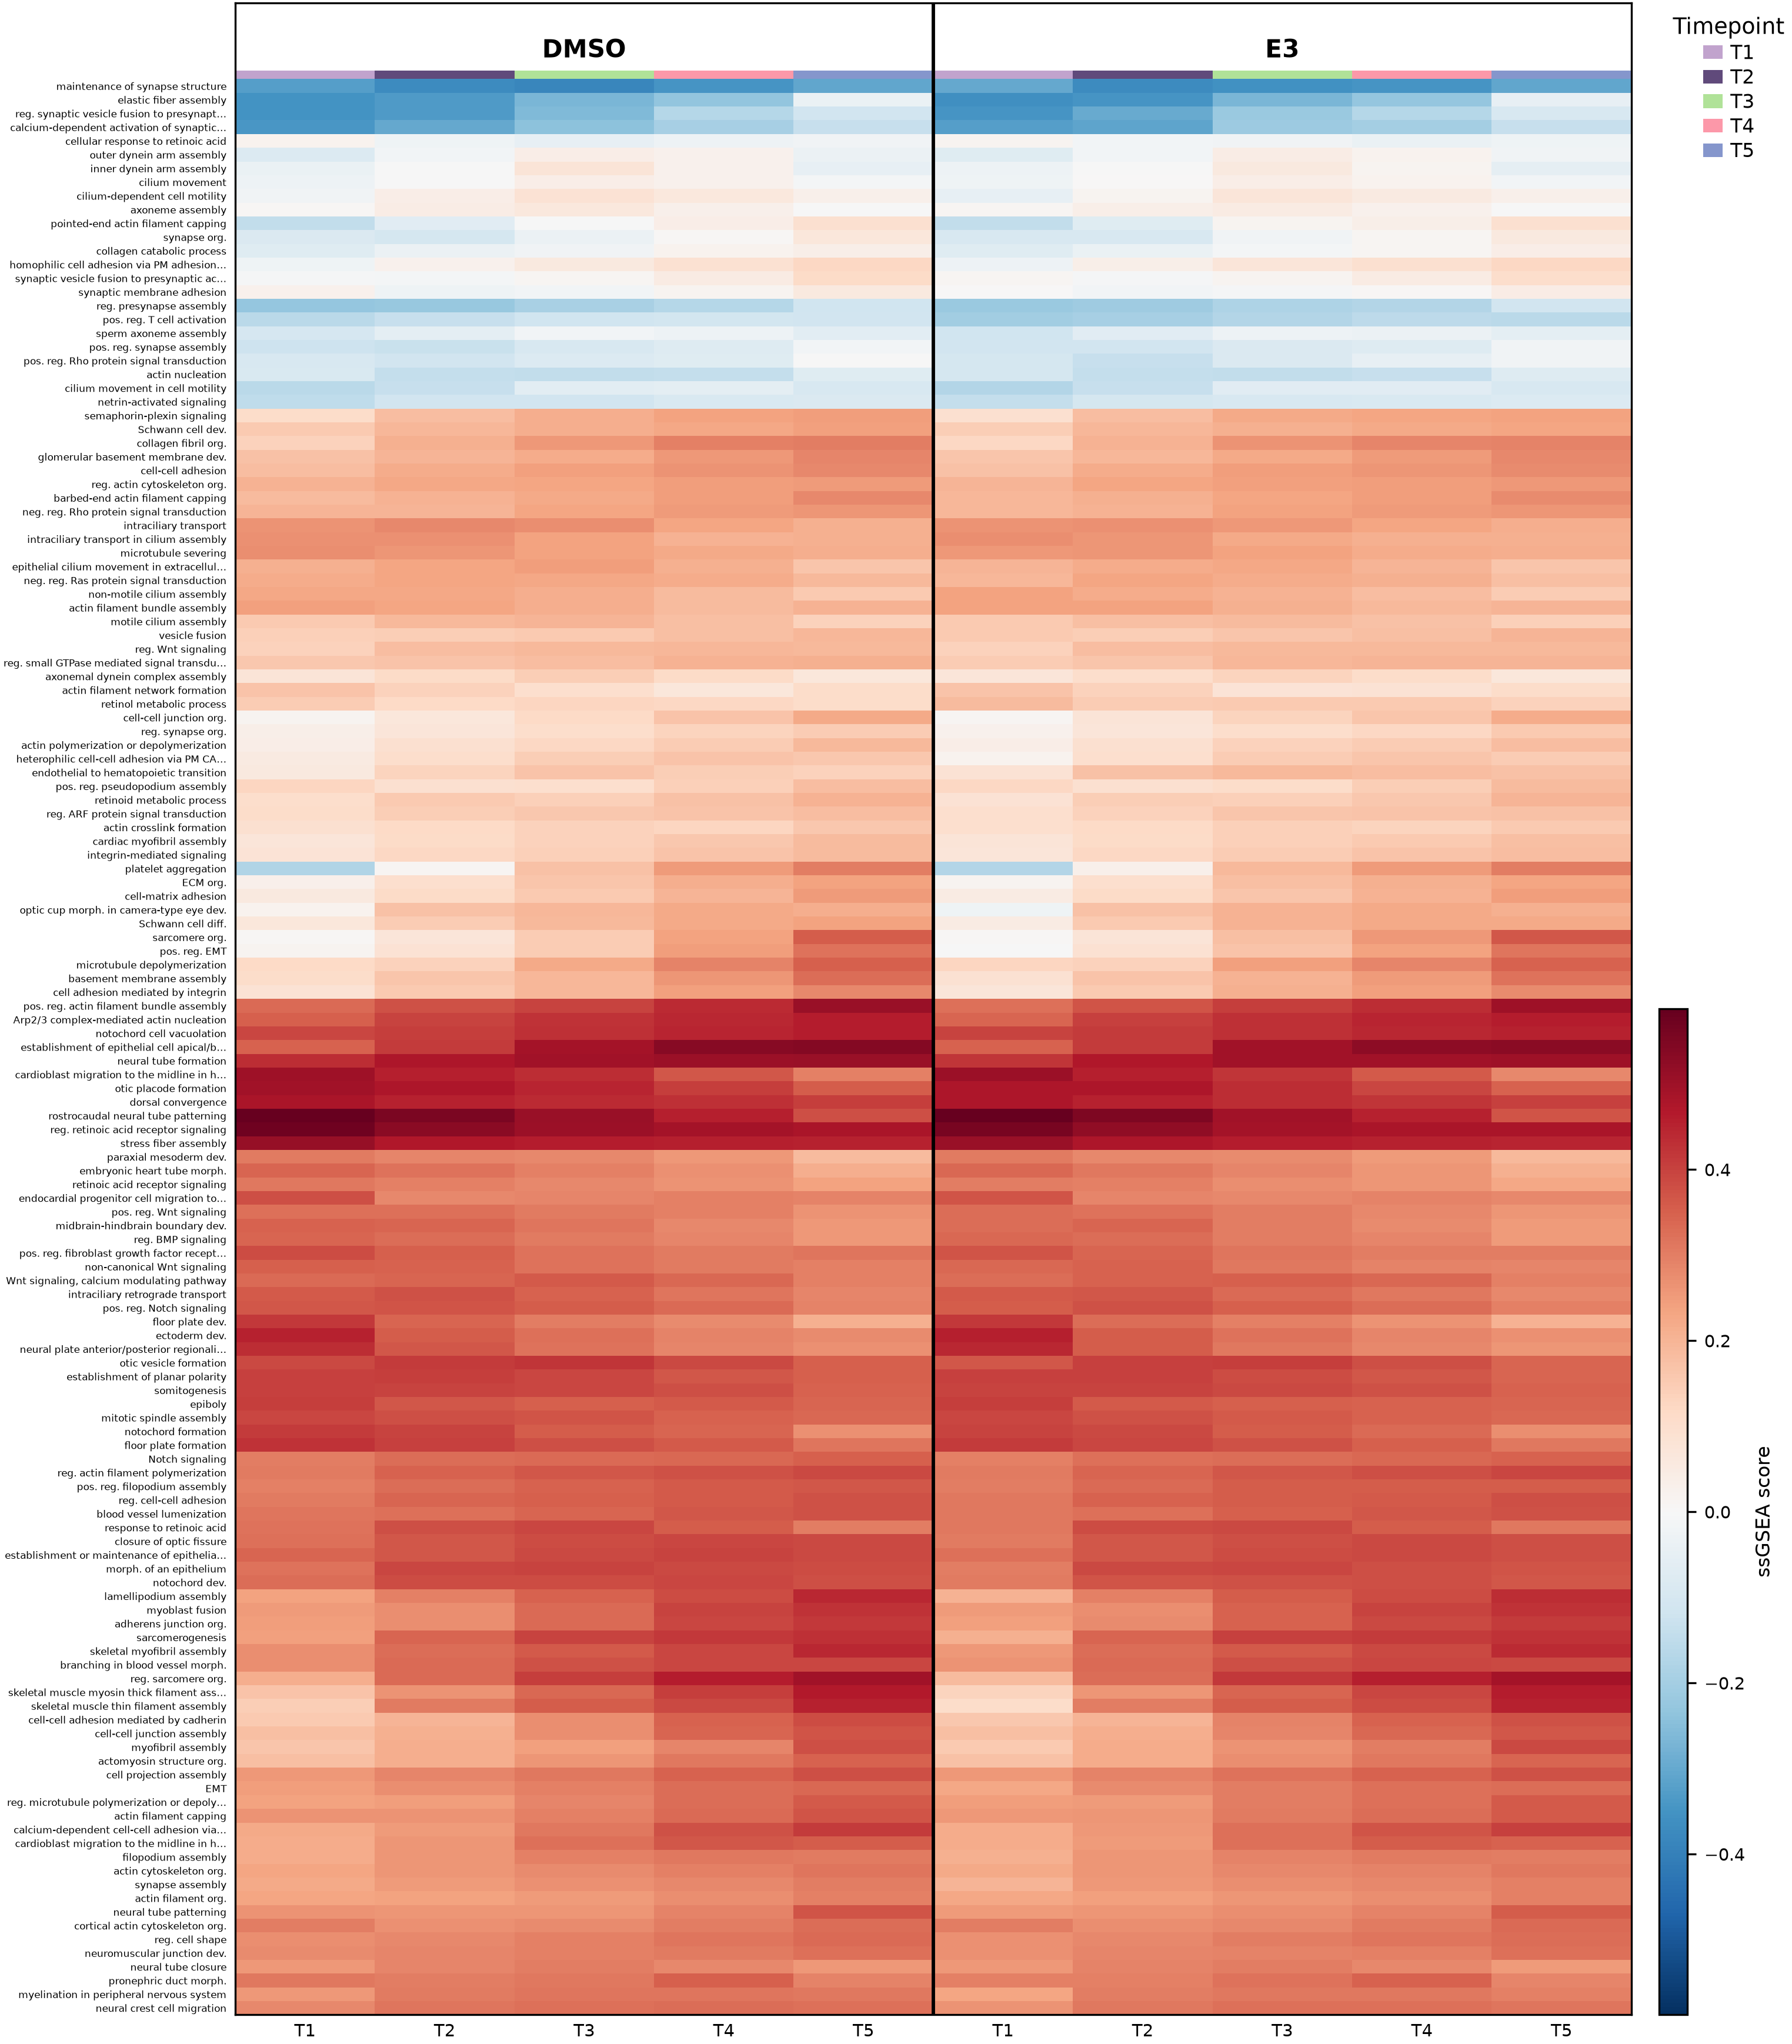 DMSO
E3
Timepoint
T1
T2
T3
T4
T5
maintenance of synapse structure
elastic fiber assembly
reg. synaptic vesicle fusion to presynapt...
calcium-dependent activation of synaptic...
cellular response to retinoic acid
outer dynein arm assembly
inner dynein arm assembly
cilium movement
cilium-dependent cell motility
axoneme assembly
pointed-end actin filament capping
synapse org.
collagen catabolic process
homophilic cell adhesion via PM adhesion...
synaptic vesicle fusion to presynaptic ac...
synaptic membrane adhesion
reg. presynapse assembly
pos. reg. T cell activation
sperm axoneme assembly
pos. reg. synapse assembly
pos. reg. Rho protein signal transduction
actin nucleation
cilium movement in cell motility
netrin-activated signaling
semaphorin-plexin signaling
Schwann cell dev.
collagen fibril org.
glomerular basement membrane dev.
cell-cell adhesion
reg. actin cytoskeleton org.
barbed-end actin filament capping
neg. reg. Rho protein signal transduction
intraciliary transport
intraciliary transport in cilium assembly
microtubule severing
epithelial cilium movement in extracellul...
neg. reg. Ras protein signal transduction
non-motile cilium assembly
actin filament bundle assembly
motile cilium assembly
vesicle fusion
reg. Wnt signaling
reg. small GTPase mediated signal transdu...
axonemal dynein complex assembly
actin filament network formation
retinol metabolic process
cell-cell junction org.
reg. synapse org.
actin polymerization or depolymerization
heterophilic cell-cell adhesion via PM CA...
endothelial to hematopoietic transition
pos. reg. pseudopodium assembly
retinoid metabolic process
reg. ARF protein signal transduction
actin crosslink formation
cardiac myofibril assembly
integrin-mediated signaling
platelet aggregation
ECM org.
cell-matrix adhesion
optic cup morph. in camera-type eye dev.
Schwann cell diff.
sarcomere org.
pos. reg. EMT
microtubule depolymerization
basement membrane assembly
cell adhesion mediated by integrin
pos. reg. actin filament bundle assembly
Arp2/3 complex-mediated actin nucleation
notochord cell vacuolation
establishment of epithelial cell apical/b...
neural tube formation
cardioblast migration to the midline in h...
otic placode formation
dorsal convergence
rostrocaudal neural tube patterning
reg. retinoic acid receptor signaling
stress fiber assembly
paraxial mesoderm dev.
embryonic heart tube morph.
retinoic acid receptor signaling
endocardial progenitor cell migration to...
pos. reg. Wnt signaling
midbrain-hindbrain boundary dev.
reg. BMP signaling
pos. reg. fibroblast growth factor recept...
non-canonical Wnt signaling
Wnt signaling, calcium modulating pathway
intraciliary retrograde transport
pos. reg. Notch signaling
floor plate dev.
ectoderm dev.
neural plate anterior/posterior regionali...
otic vesicle formation
establishment of planar polarity
somitogenesis
epiboly
mitotic spindle assembly
notochord formation
floor plate formation
Notch signaling
reg. actin filament polymerization
pos. reg. filopodium assembly
reg. cell-cell adhesion
blood vessel lumenization
response to retinoic acid
closure of optic fissure
establishment or maintenance of epithelia...
morph. of an epithelium
notochord dev.
lamellipodium assembly
myoblast fusion
adherens junction org.
sarcomerogenesis
skeletal myofibril assembly
branching in blood vessel morph.
reg. sarcomere org.
skeletal muscle myosin thick filament ass...
skeletal muscle thin filament assembly
cell-cell adhesion mediated by cadherin
cell-cell junction assembly
myofibril assembly
actomyosin structure org.
cell projection assembly
EMT
reg. microtubule polymerization or depoly...
actin filament capping
calcium-dependent cell-cell adhesion via...
cardioblast migration to the midline in h...
filopodium assembly
actin cytoskeleton org.
synapse assembly
actin filament org.
neural tube patterning
cortical actin cytoskeleton org.
reg. cell shape
neuromuscular junction dev.
neural tube closure
pronephric duct morph.
myelination in peripheral nervous system
neural crest cell migration
T1 T2 T3 T4 T5 T1 T2 T3 T4 T5
0.4
0.2
0.0
−0.2
−0.4
ssGSEA score